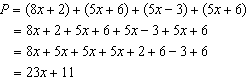 P = (8x + 2) + (5x + 6) + (5x − 3) + (5x + 6)
= 8x + 2 + 5x + 6 + 5x − 3 + 5x + 6
= 8x + 5x + 5x + 5x + 2 + 6 − 3 + 6
= 23x + 11